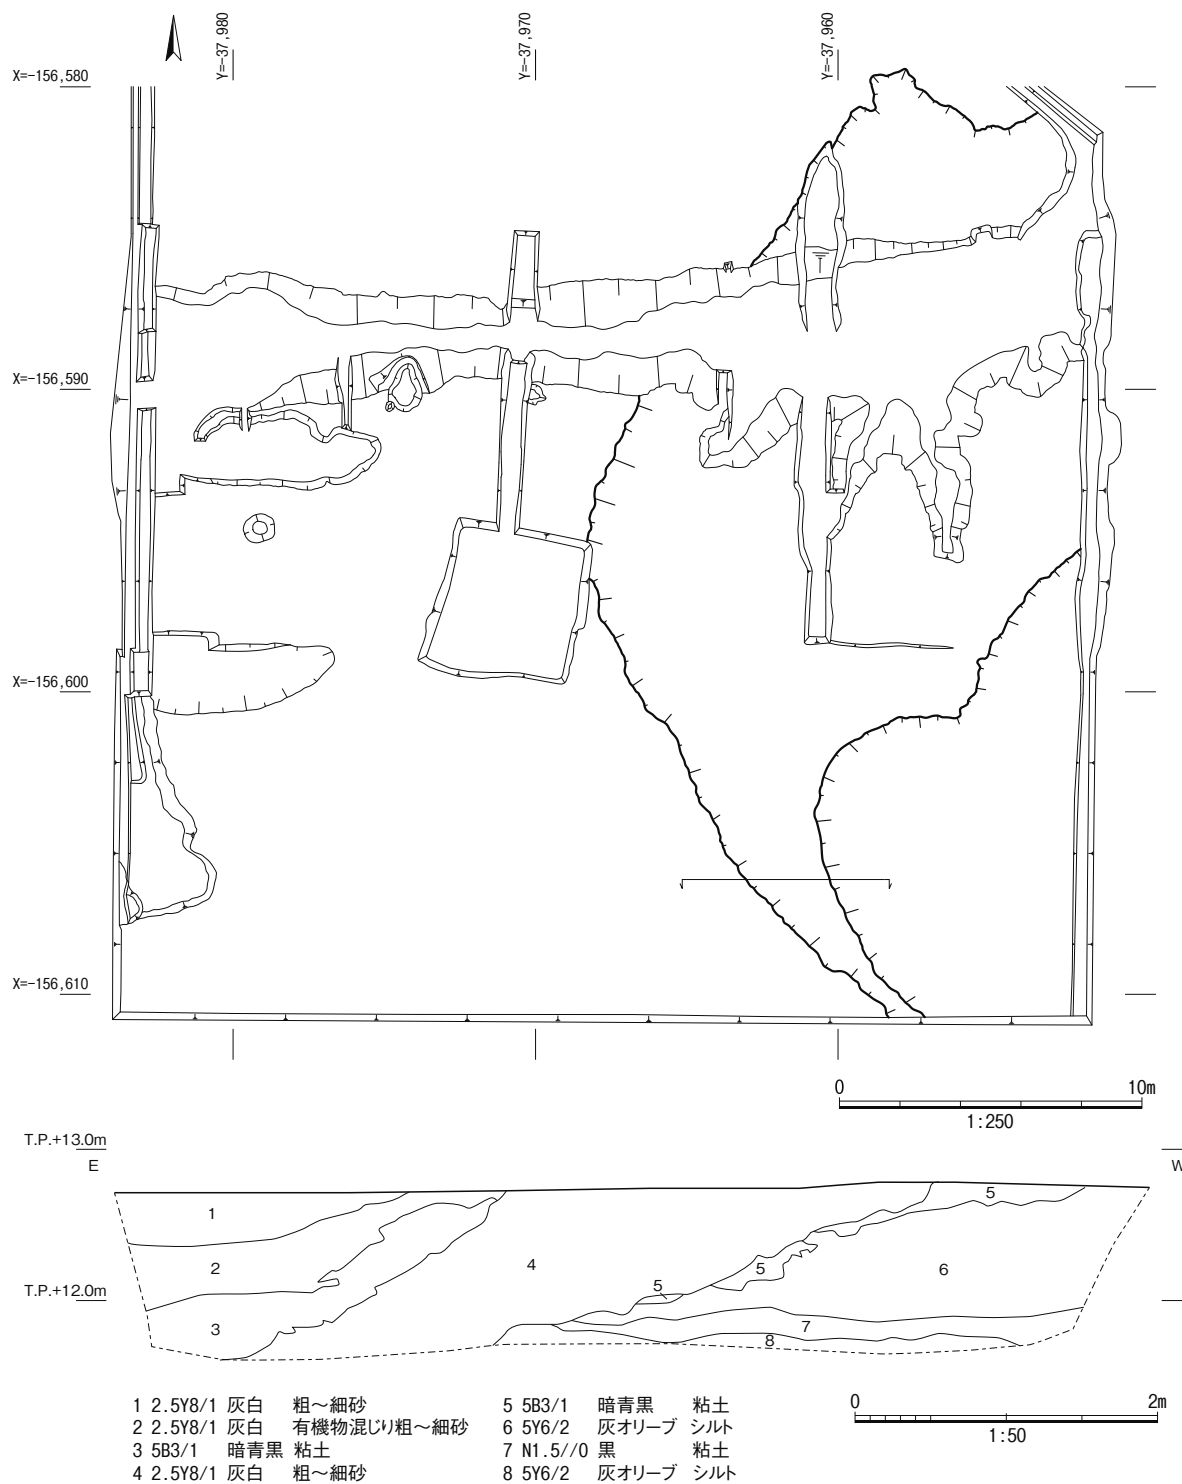 Y=-37,980
Y=-37,970
Y=-37,960
X=-156,580
X=-156,590
X=-156,600
X=-156,610
0 10m
1:250
T.P.+13.0m
E W
1
2
3
4
5
5
5
6
7
8
T.P.+12.0m
1 2.5Y8/1 灰白 粗～細砂
2 2.5Y8/1 灰白 有機物混じり粗～細砂
3 5B3/1 暗青黒 粘土
4 2.5Y8/1 灰白 粗～細砂
5 5B3/1 暗青黒 粘土
6 5Y6/2 灰オリーブ シルト
7 N1.5//0 黒 粘土
8 5Y6/2 灰オリーブ シルト
0 2m
1:50